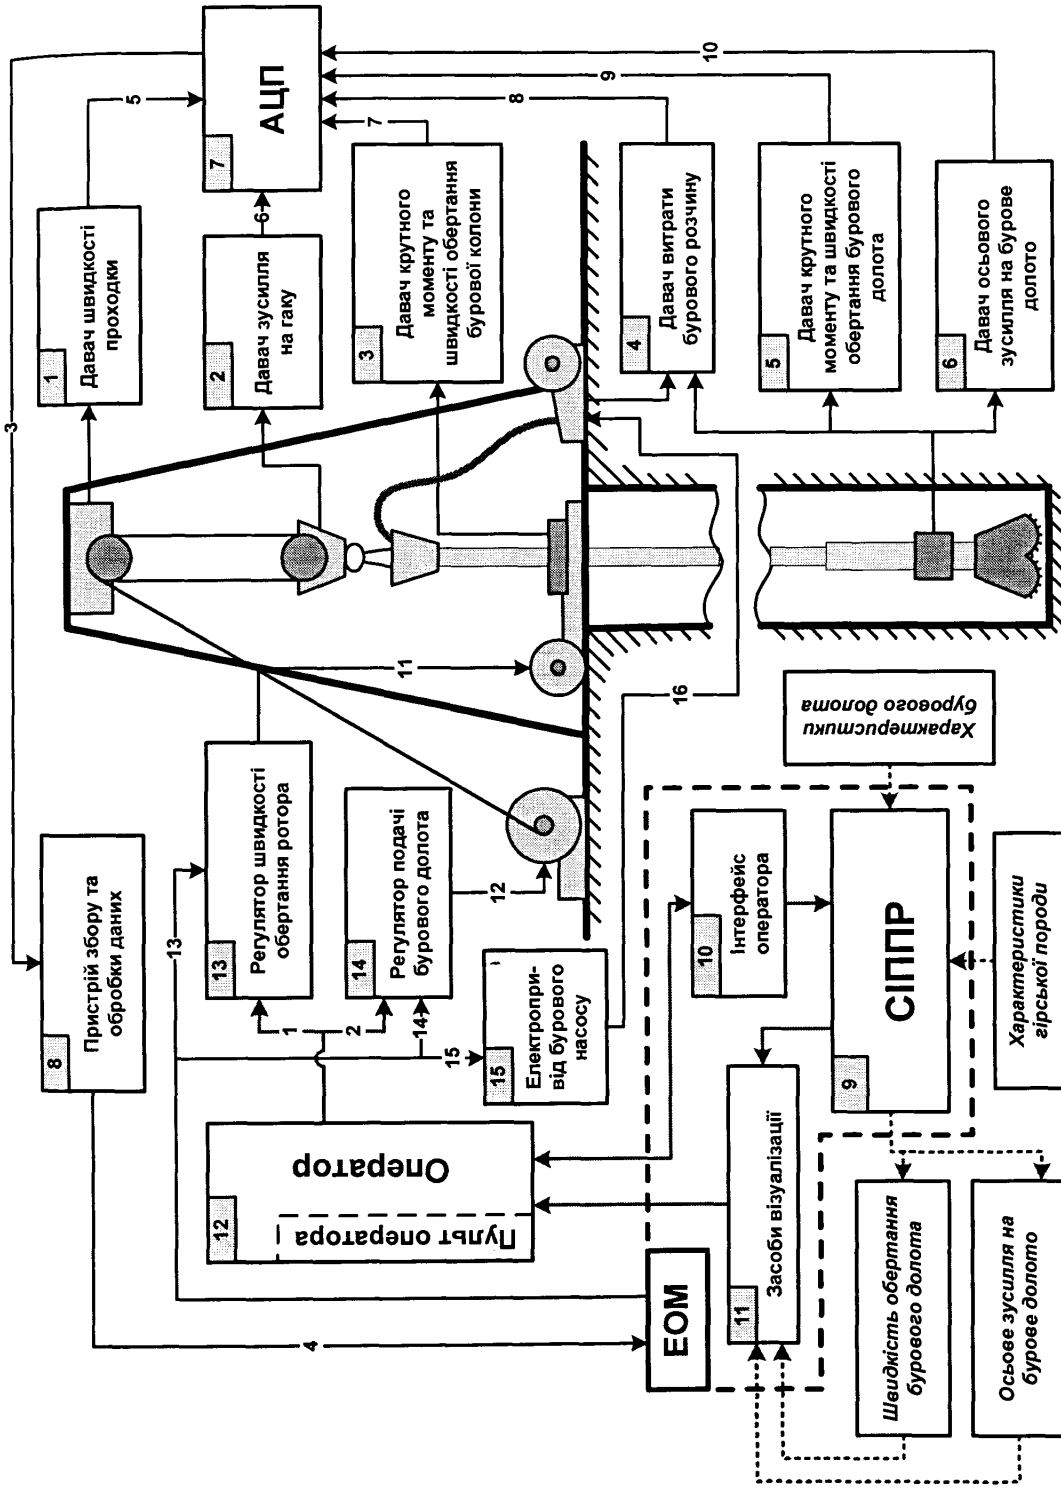 3
8
Пристрій збору та
обробки даних
1
Давач швидкості
проходки
5
7
АЦП
2
Давач зусилля
на гаку
6
3
Давач крутного
моменту та
швидкості обертання
бурової колони
7
8
9
10
4
Давач витрати
бурового розчину
5
Давач крутного
моменту та швидкості
обертання бурового
долота
6
Давач осьового
зусилля на бурове
долото
13
13
Регулятор швидкості
обертання ротора
11
14
Регулятор подачі
бурового долота
12
1
2
14
15
15
Електропри-
від бурового
насосу
16
4
12
Оператор
Пульт оператора
ЕОМ
10
Інтерфейс
оператора
11
Засоби візуалізації
9
СІППР
Характеристики
бурового долота
Характеристики
гірської породи
Швидкість обертання
бурового долота
Осьове зусилля на
бурове долото